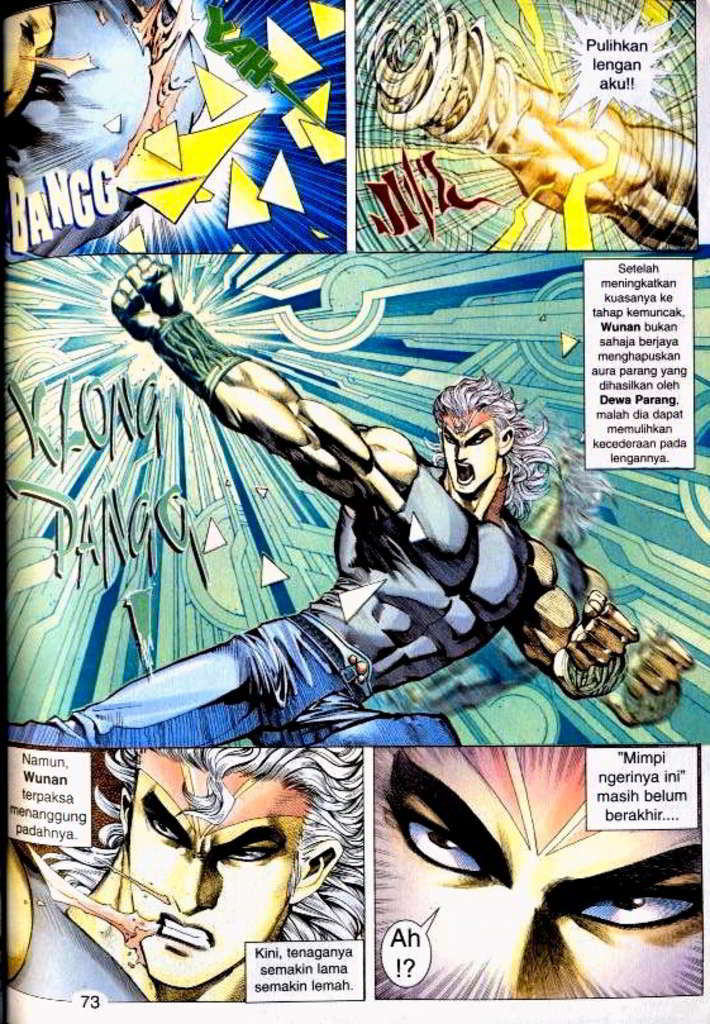 YAH
BANGG
Pulihkan
lengan
aku!!
Setelah
meningkatkan
kuasanya ke
tahap kemuncak,
Wunan bukan
sahaja berjaya
menghapuskan
aura parang yang
dihasilkan oleh
Dewa Parang,
malah dia dapat
memulihkan
kecederaan pada
lengannya.
KLONG
PANGG
!
Namun,
Wunan
terpaksa
menanggung
padahnya.
Kini, tenaganya
semakin lama
semakin lemah.
"Mimpi
ngerinya ini"
masih belum
berakhir....
Ah
!?
73